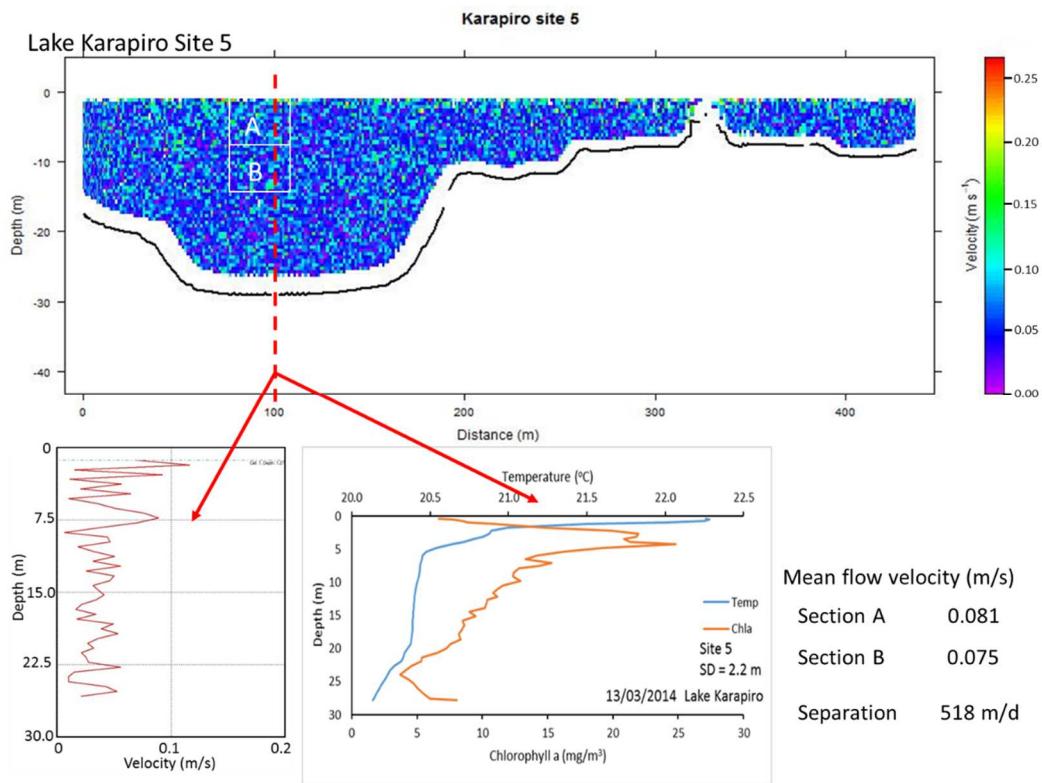 Karapiro site 5
Lake Karapiro Site 5
0
-10
-20
-30
-40
Depth (m)
A
B
0 100 200 300 400
Distance (m)
0.25
0.20
0.15
0.10
0.05
0.00
Velocity (m s⁻¹)
0
7.5
15.0
22.5
30.0
Depth (m)
0 0.1 0.2
Velocity (m/s)
Temperature (ºC)
20.0 20.5 21.0 21.5 22.0 22.5
0
5
10
15
20
25
30
Depth (m)
Temp
Chla
Site 5
SD = 2.2 m
13/03/2014 Lake Karapiro
0 5 10 15 20 25 30
Chlorophyll a (mg/m³)
Mean flow velocity (m/s)
Section A 0.081
Section B 0.075
Separation 518 m/d